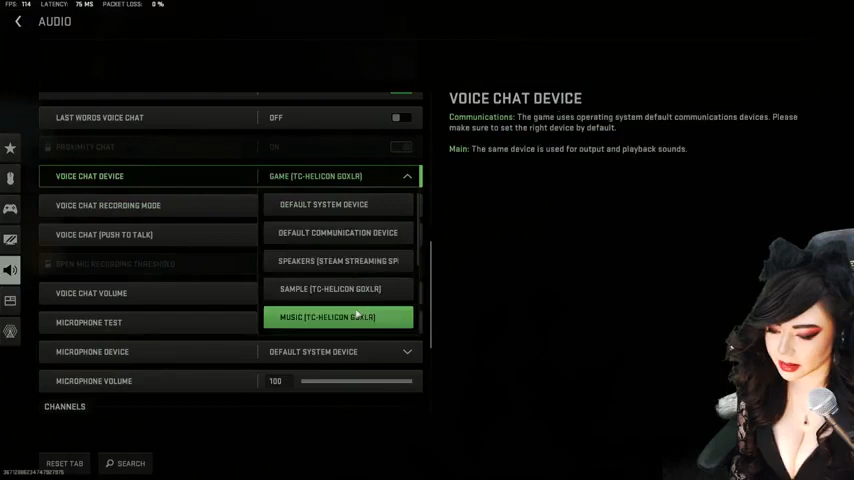 FPS: 114 LATENCY: 75 MS PACKET LOSS: 0 %
AUDIO
LAST WORDS VOICE CHAT OFF
PROXIMITY CHAT ON
VOICE CHAT DEVICE GAME [TC-HELICON GOXLR]
VOICE CHAT RECORDING MODE
VOICE CHAT [PUSH TO TALK]
OPEN MIC RECORDING THRESHOLD
VOICE CHAT VOLUME
MICROPHONE TEST
DEFAULT SYSTEM DEVICE
DEFAULT COMMUNICATION DEVICE
SPEAKERS [STEAM STREAMING SP
SAMPLE [TC-HELICON GOXLR]
MUSIC [TC-HELICON GOXLR]
MICROPHONE DEVICE DEFAULT SYSTEM DEVICE
MICROPHONE VOLUME 100
CHANNELS
RESET TAB SEARCH
VOICE CHAT DEVICE
Communications: The game uses operating system default communications devices. Please
make sure to set the right device by default.
Main: The same device is used for output and playback sounds.